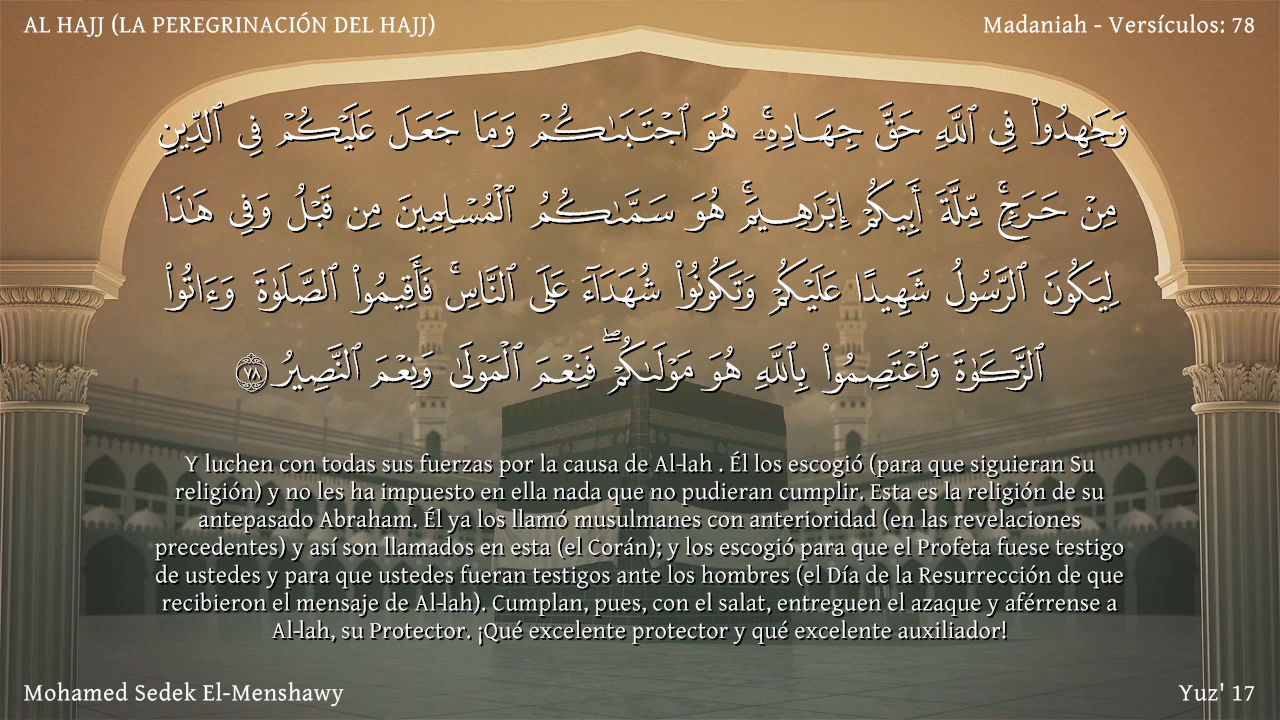 AL HAJJ (LA PEREGRINACIÓN DEL HAJJ)
Madaniah - Versículos: 78
وَجَٰهِدُوا۟ فِى ٱللَّهِ حَقَّ جِهَادِهِۦۚ هُوَ ٱجْتَبَىٰكُمْ وَمَا جَعَلَ عَلَيْكُمْ فِى ٱلدِّينِ
مِنْ حَرَجٍۚ مِّلَّةَ أَبِيكُمْ إِبْرَٰهِيمَۚ هُوَ سَمَّىٰكُمُ ٱلْمُسْلِمِينَ مِن قَبْلُ وَفِى هَٰذَا
لِيَكُونَ ٱلرَّسُولُ شَهِيدًا عَلَيْكُمْ وَتَكُونُوا۟ شُهَدَآءَ عَلَى ٱلنَّاسِۚ فَأَقِيمُوا۟ ٱلصَّلَوٰةَ وَءَاتُوا۟
ٱلزَّكَوٰةَ وَٱعْتَصِمُوا۟ بِٱللَّهِ هُوَ مَوْلَىٰكُمْۖ فَنِعْمَ ٱلْمَوْلَىٰ وَنِعْمَ ٱلنَّصِيرُ ٧٨
Y luchen con todas sus fuerzas por la causa de Al-lah . Él los escogió (para que siguieran Su
religión) y no les ha impuesto en ella nada que no pudieran cumplir. Esta es la religión de su
antepasado Abraham. Él ya los llamó musulmanes con anterioridad (en las revelaciones
precedentes) y así son llamados en esta (el Corán); y los escogió para que el Profeta fuese testigo
de ustedes y para que ustedes fueran testigos ante los hombres (el Día de la Resurrección de que
recibieron el mensaje de Al-lah). Cumplan, pues, con el salat, entreguen el azaque y aférrense a
Al-lah, su Protector. ¡Qué excelente protector y qué excelente auxiliador!
Mohamed Sedek El-Menshawy
Yuz' 17